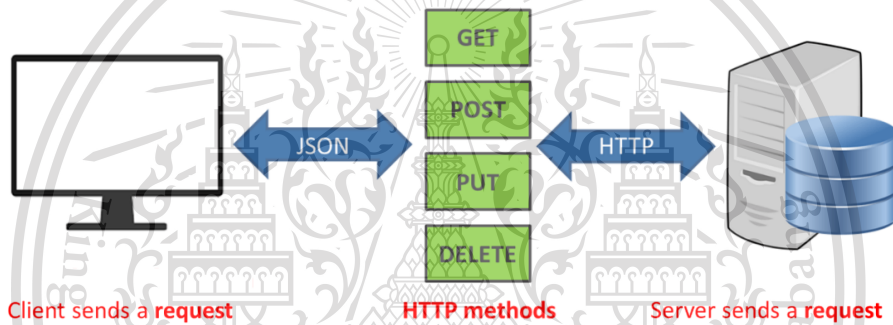 GET
POST
JSON
HTTP
PUT
DELETE
Client sends a request
HTTP methods
Server sends a request